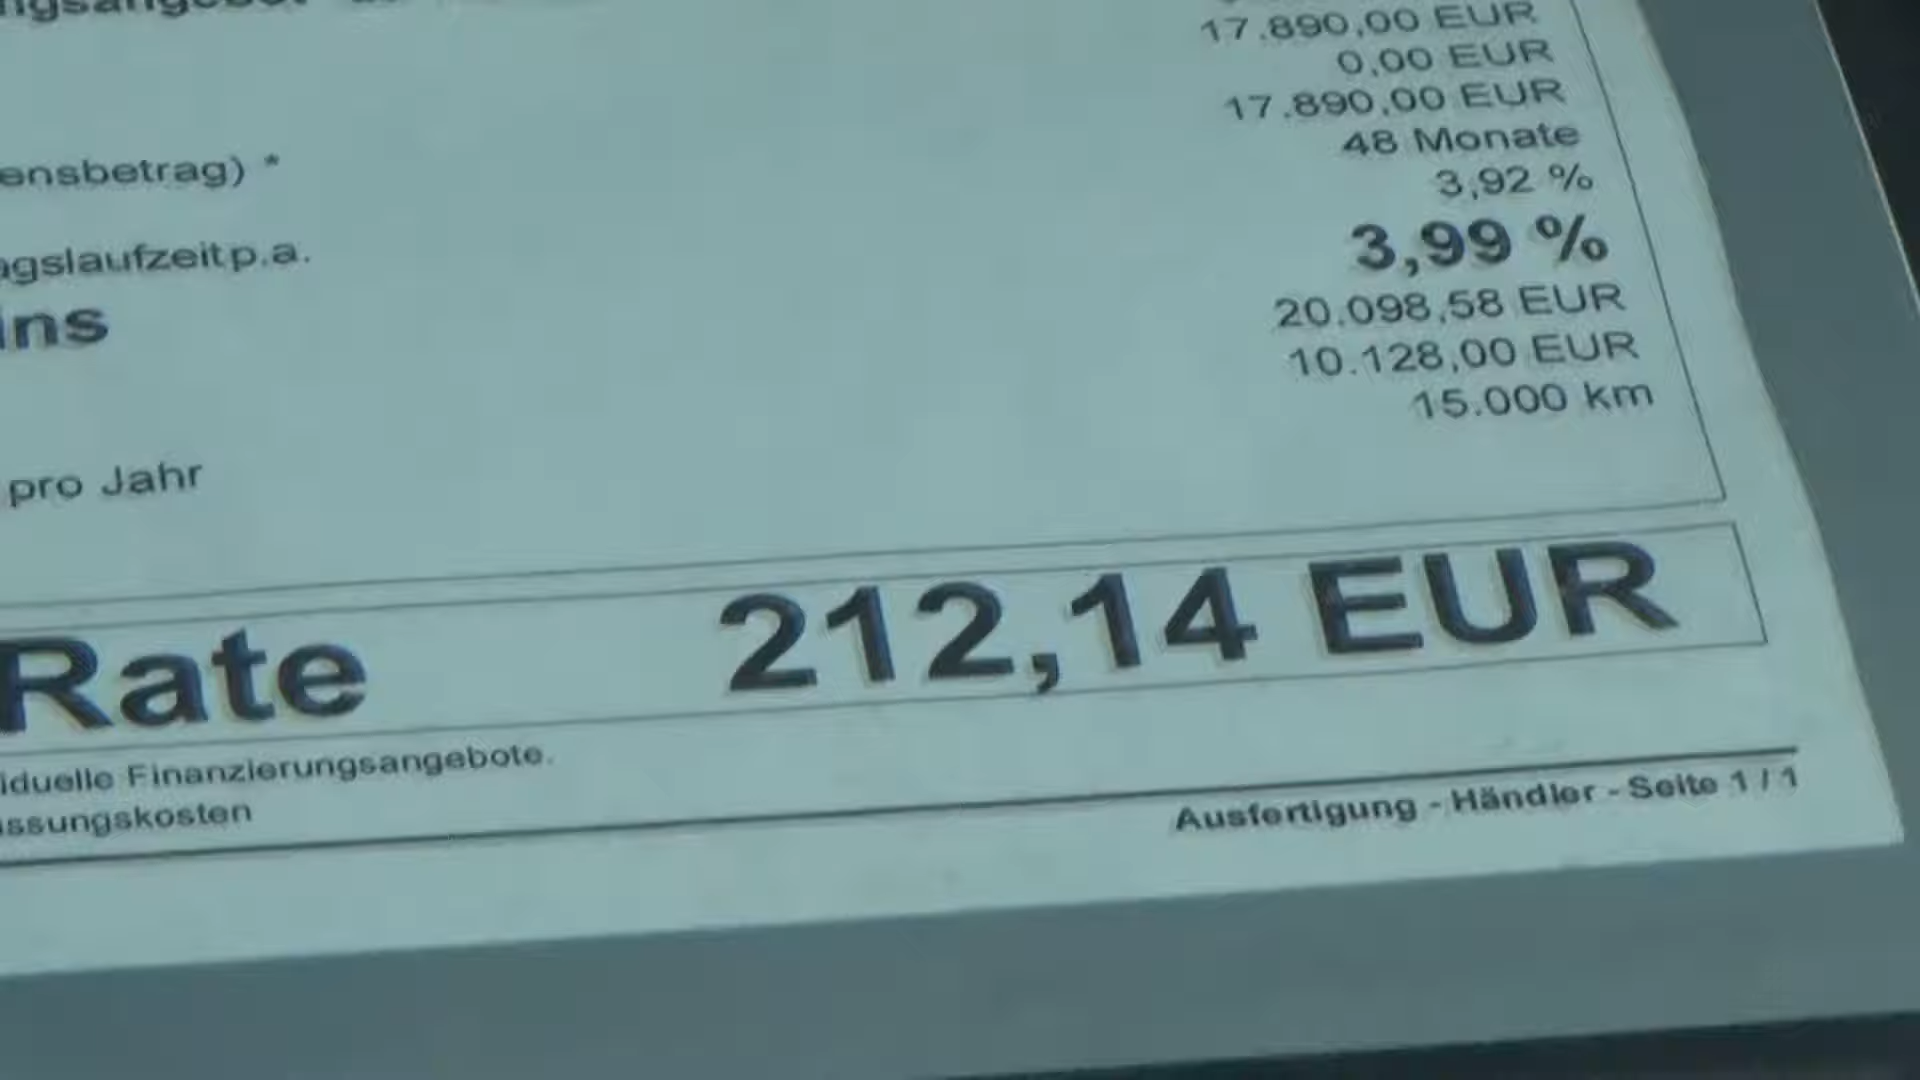 17.890,00 EUR
0,00 EUR
17.890,00 EUR
48 Monate
ensbetrag) *
3,92 %
agslaufzeit p.a.
3,99 %
ins
20.098,58 EUR
10.128,00 EUR
15.000 km
pro Jahr
Rate 212,14 EUR
iduelle Finanzierungsangebote.
ssungskosten
Ausfertigung - Händler - Seite 1 / 1